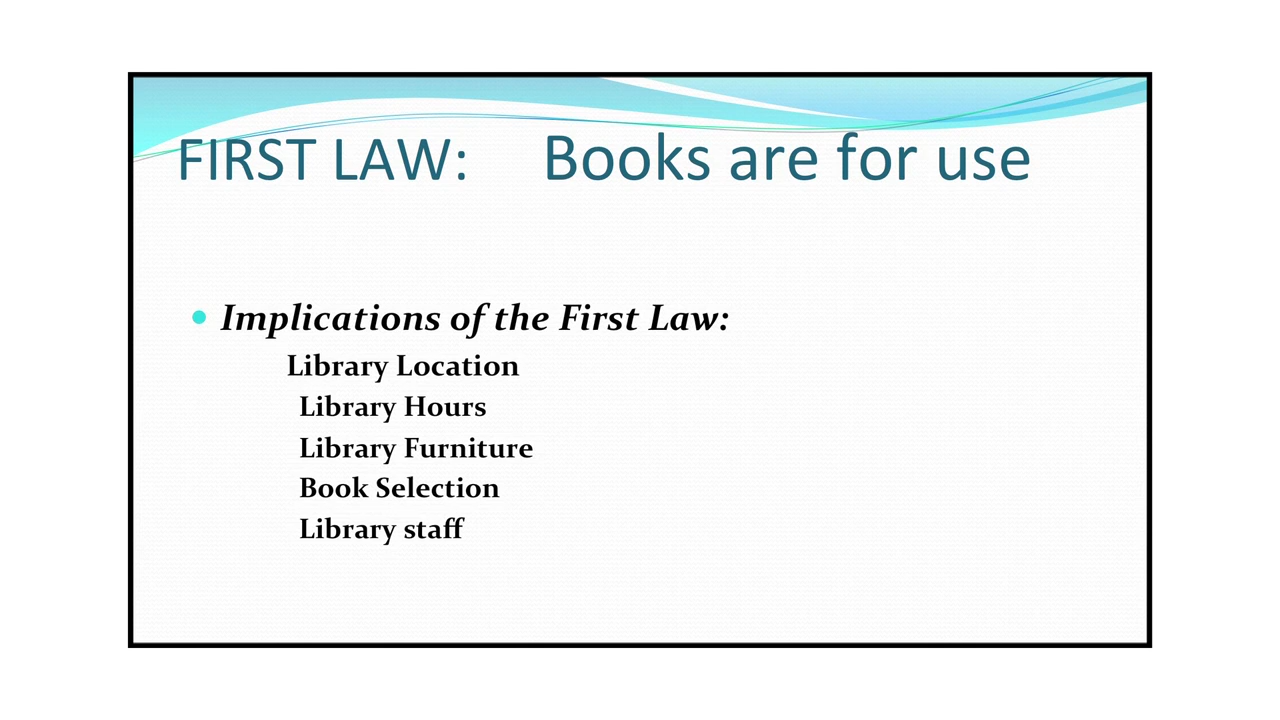 FIRST LAW: Books are for use
Implications of the First Law:
Library Location
Library Hours
Library Furniture
Book Selection
Library staff